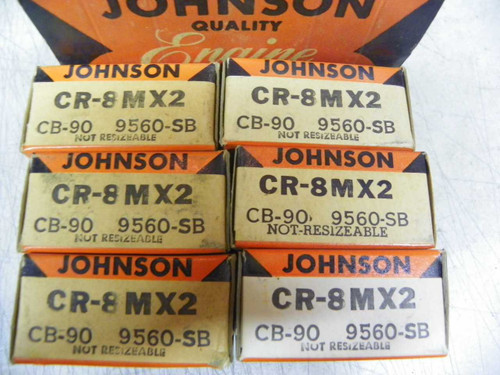 JOHNSON
QUALITY
Engine
JOHNSON
CR-8MX2
CB-90 9560-SB
NOT RESIZEABLE
JOHNSON
CR-8MX2
CB-90 9560-SB
NOT RESIZEABLE
JOHNSON
CR-8MX2
CB-90 9560-SB
NOT RESIZEABLE
JOHNSON
CR-8MX2
CB-90 9560-SB
NOT-RESIZEABLE
JOHNSON
CR-8MX2
CB-90 9560-SB
NOT RESIZEABLE
JOHNSON
CR-8MX2
CB-90 9560-SB
NOT RESIZEABLE